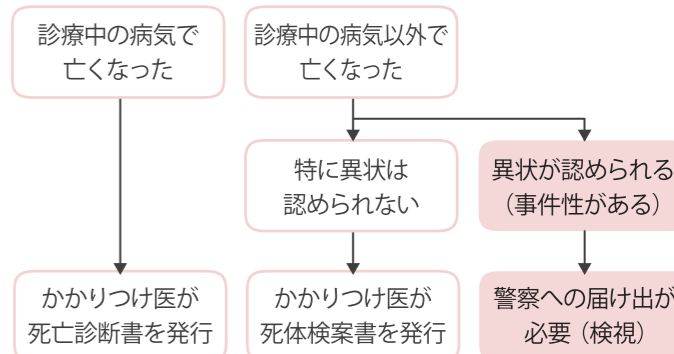 診療中の病気で
亡くなった
診療中の病気以外で
亡くなった
特に異状は
認められない
異状が認められる
（事件性がある）
かかりつけ医が
死亡診断書を発行
かかりつけ医が
死体検案書を発行
警察への届け出が
必要（検視）